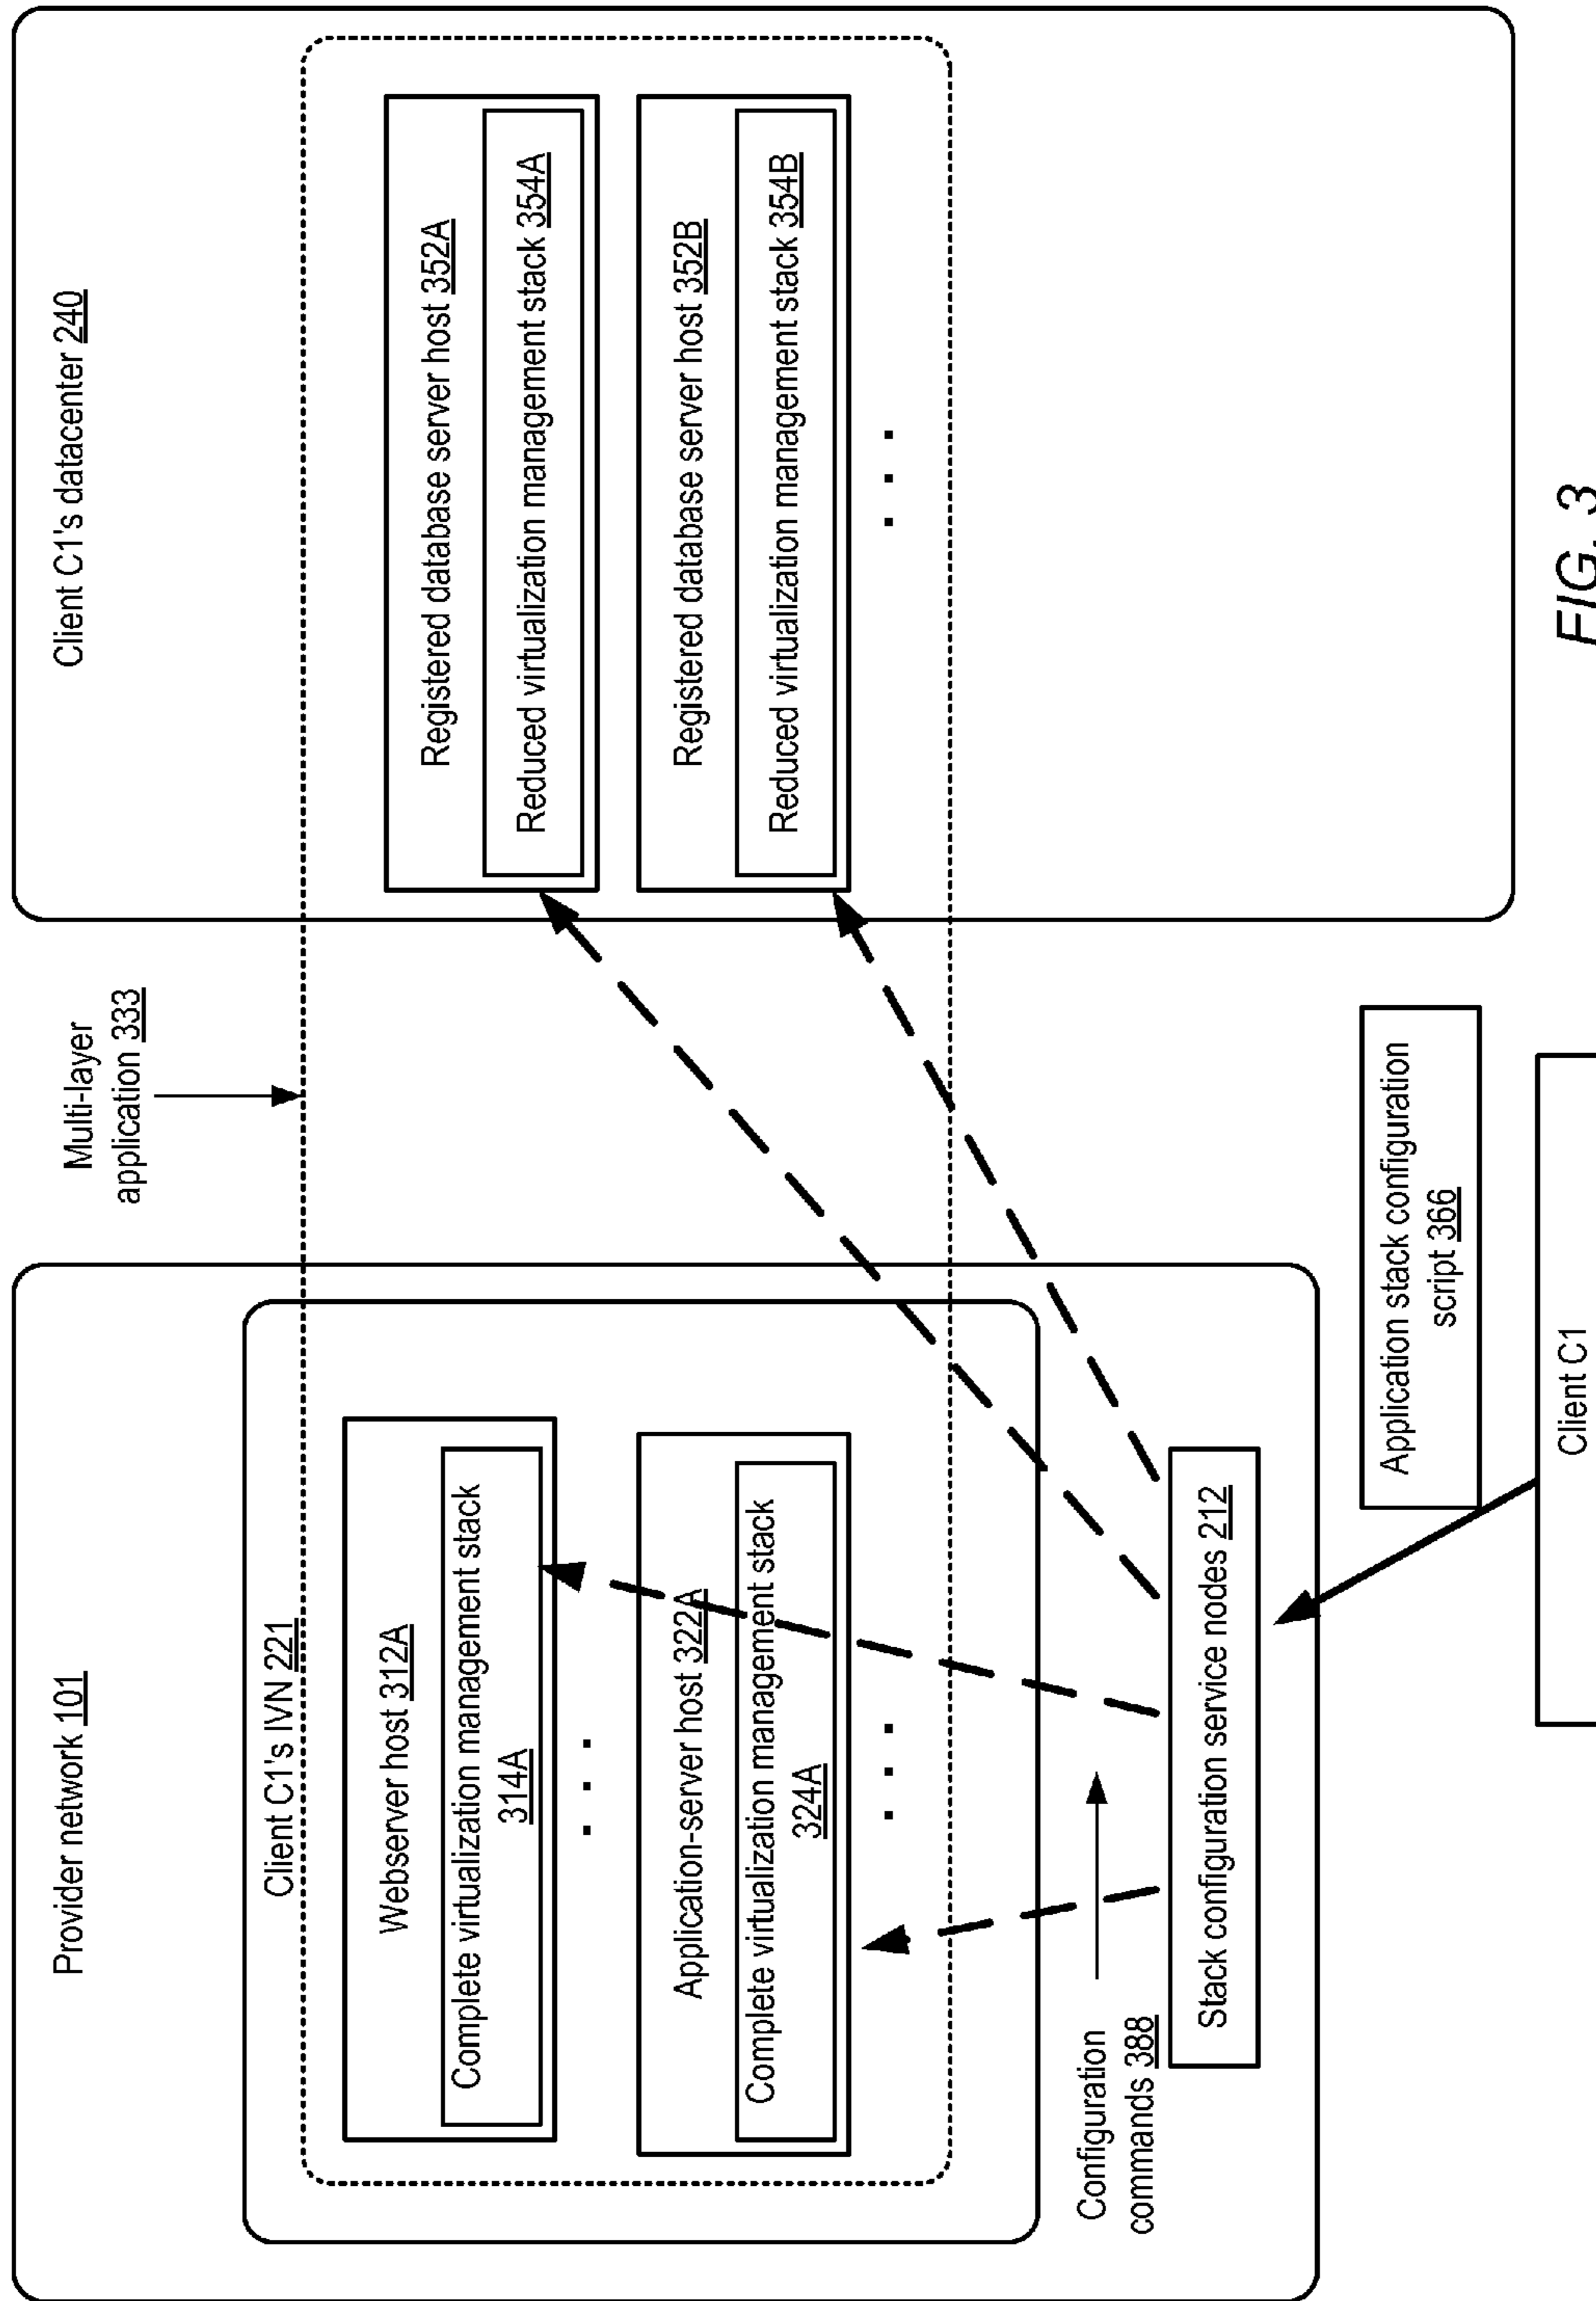 Provider network 101
Client C1's IVN 221
Webserver host 312A
Complete virtualization management stack
314A
. . .
Application-server host 322A
Complete virtualization management stack
324A
. . .
Configuration
commands 388
Stack configuration service nodes 212
Multi-layer
application 333
Client C1's datacenter 240
Registered database server host 352A
Reduced virtualization management stack 354A
Registered database server host 352B
Reduced virtualization management stack 354B
. . .
Application stack configuration
script 366
Client C1
FIG. 3